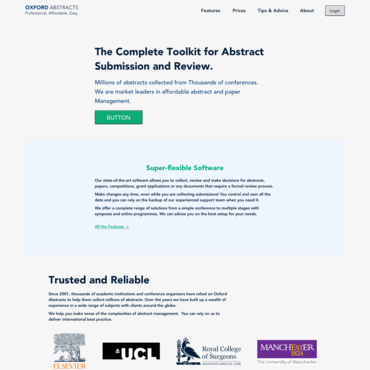 OXFORD ABSTRACTS
Professional. Affordable. Easy.
Features Prices Tips & Advice About Login
The Complete Toolkit for Abstract
Submission and Review.
Millions of abstracts collected from Thousands of conferences.
We are market leaders in affordable abstract and paper
Management.
BUTTON
Super-flexible Software
Our state-of-the-art software allows you to collect, review and make decisions for abstracts,
papers, competitions, grant applications or any documents that require a formal review process.
Make changes any time, even while you are collecting submissions! You control and own all the
data and you can rely on the backup of our experienced support team when you need it.
We offer a complete range of solutions from a simple conference to multiple stages with
symposia and online programmes. We can advise you on the best setup for your needs.
All the Features >
Trusted and Reliable
Since 2001, thousands of academic institutions and conference organisers have relied on Oxford
Abstracts to help them collect millions of abstracts. Over the years we have built up a wealth of
experience in a wide range of subjects with clients around the globe.
We help you make sense of the complexities of abstract management. You can rely on us to
deliver international best practice.
ELSEVIER
UCL
Royal College
of Surgeons
ADVANCING SURGICAL CARE
MANCHESTER
1824
The University of Manchester